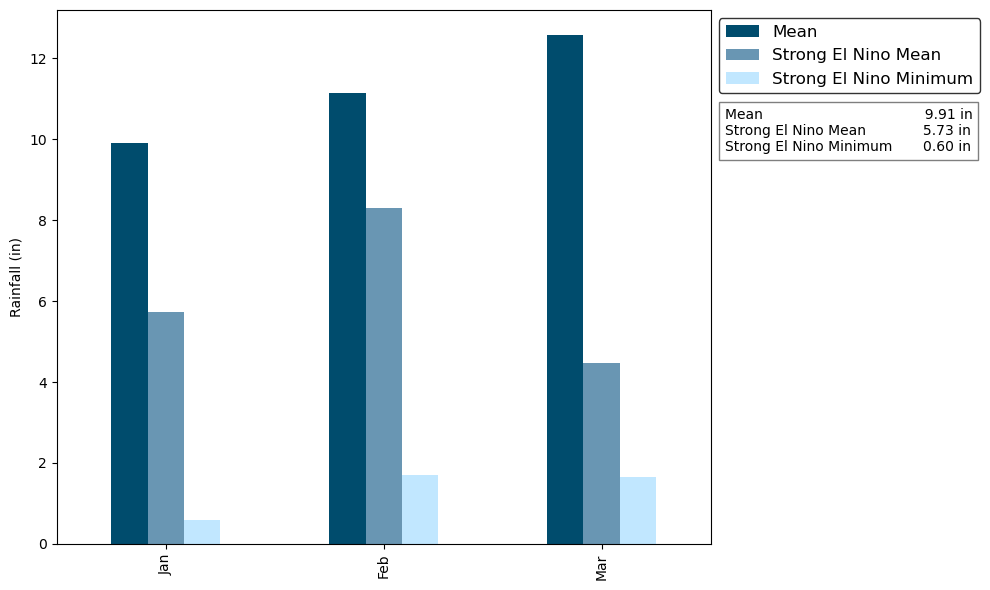 Mean
Strong El Nino Mean
Strong El Nino Minimum
Mean 9.91 in
Strong El Nino Mean 5.73 in
Strong El Nino Minimum 0.60 in
Rainfall (in)
12
10
8
6
4
2
0
Jan
Feb
Mar